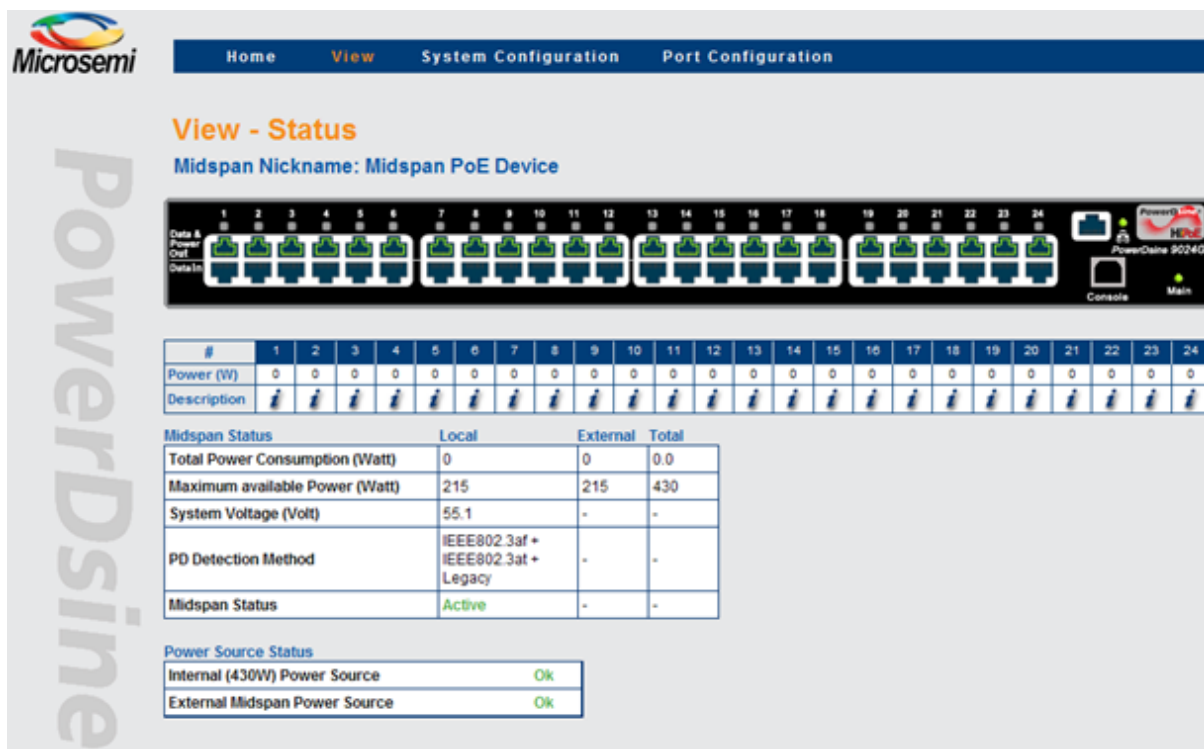 Microsemi
Home View System Configuration Port Configuration
PowerDsine
View - Status
Midspan Nickname: Midspan PoE Device
1 2 3 4 5 6 7 8 9 10 11 12 13 14 15 16 17 18 19 20 21 22 23 24
Data &
Power
Out
Data In
PowerDsine 9024G
Console
Main
# 1 2 3 4 5 6 7 8 9 10 11 12 13 14 15 16 17 18 19 20 21 22 23 24
Power (W) 0 0 0 0 0 0 0 0 0 0 0 0 0 0 0 0 0 0 0 0 0 0 0 0
Description i i i i i i i i i i i i i i i i i i i i i i i i
Midspan Status Local External Total
Total Power Consumption (Watt) 0 0 0.0
Maximum available Power (Watt) 215 215 430
System Voltage (Volt) 55.1 - -
PD Detection Method IEEE802.3af + - -
IEEE802.3at +
Legacy
Midspan Status Active - -
Power Source Status
Internal (430W) Power Source Ok
External Midspan Power Source Ok